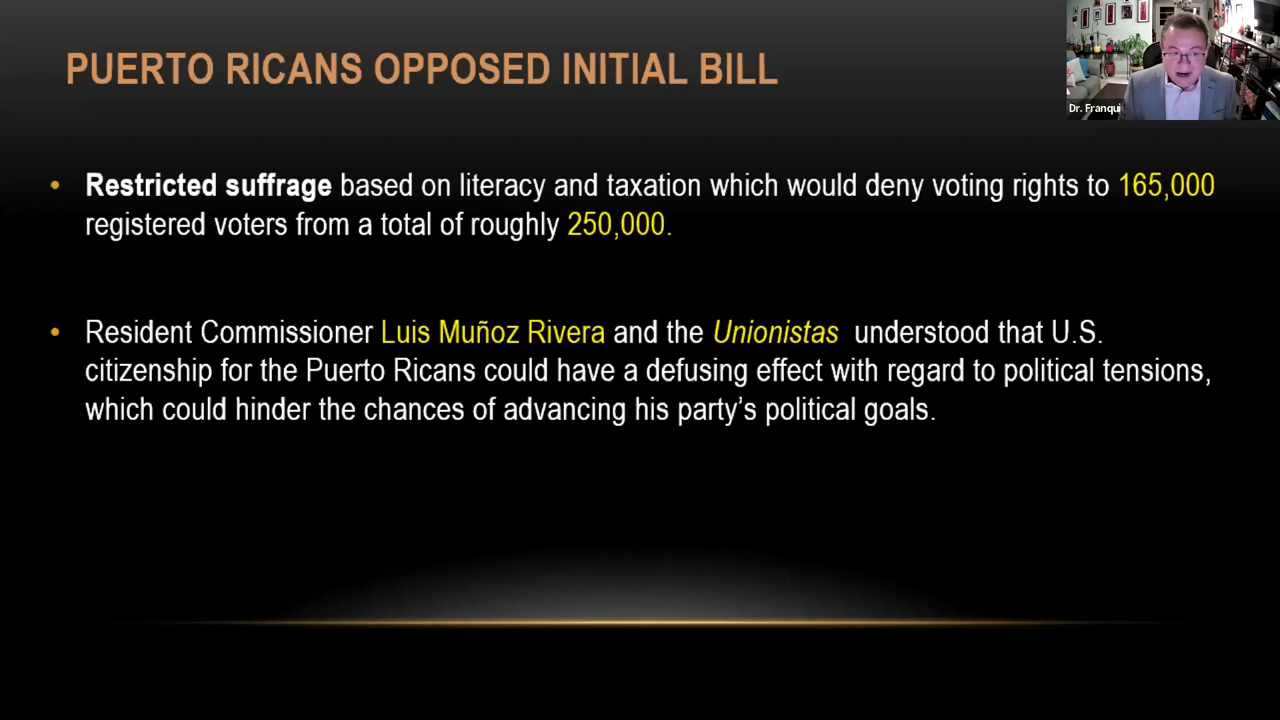 PUERTO RICANS OPPOSED INITIAL BILL
Dr. Franqui
• Restricted suffrage based on literacy and taxation which would deny voting rights to 165,000
registered voters from a total of roughly 250,000.
• Resident Commissioner Luis Muñoz Rivera and the Unionistas understood that U.S.
citizenship for the Puerto Ricans could have a defusing effect with regard to political tensions,
which could hinder the chances of advancing his party’s political goals.